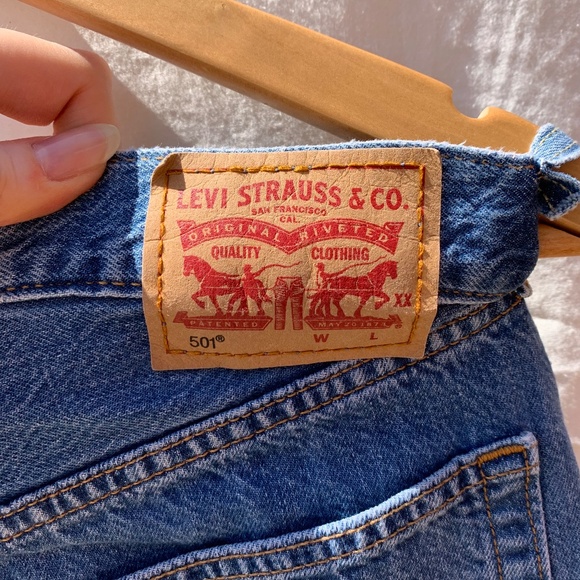 LEVI STRAUSS & CO.
SAN FRANCISCO
CAL.
ORIGINAL RIVETED
QUALITY CLOTHING
XX
PATENTED MAY 20 1873
501® W L